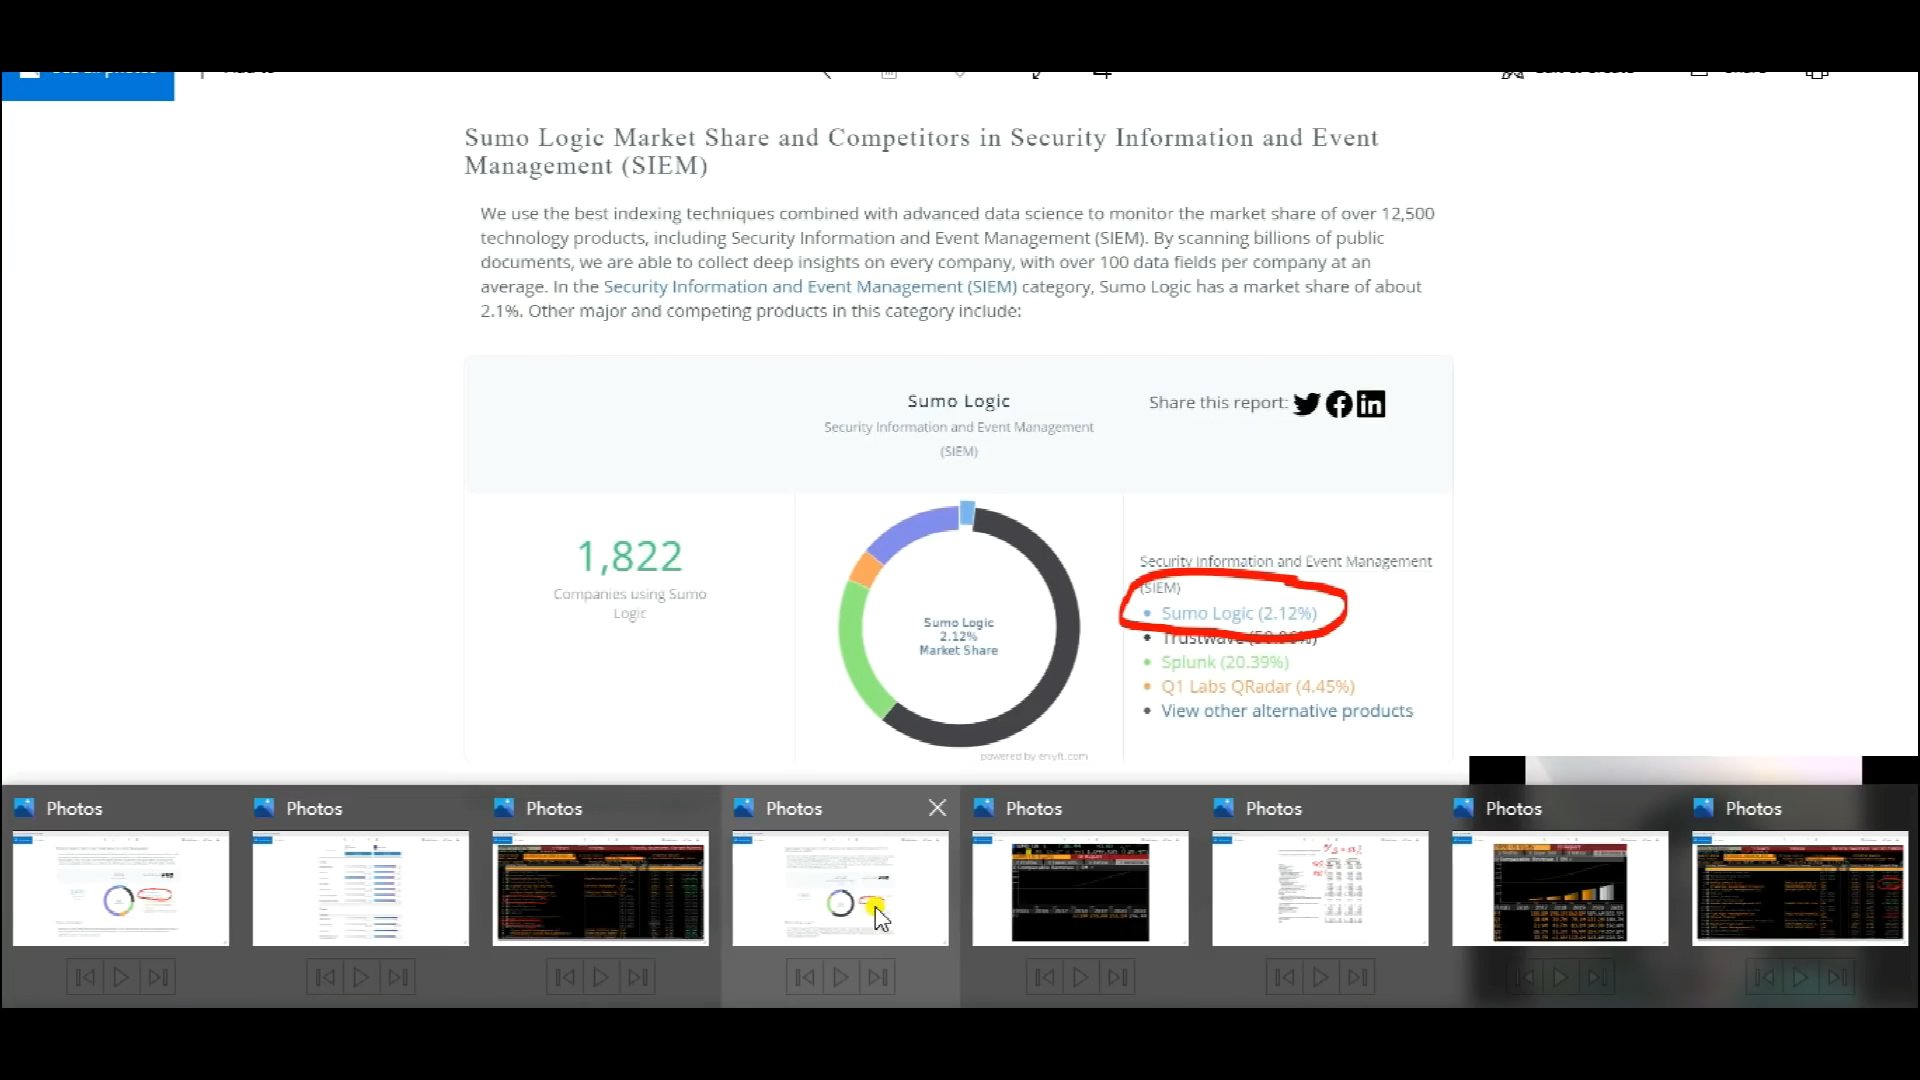 Sumo Logic Market Share and Competitors in Security Information and Event
Management (SIEM)
We use the best indexing techniques combined with advanced data science to monitor the market share of over 12,500
technology products, including Security Information and Event Management (SIEM). By scanning billions of public
documents, we are able to collect deep insights on every company, with over 100 data fields per company at an
average. In the Security Information and Event Management (SIEM) category, Sumo Logic has a market share of about
2.1%. Other major and competing products in this category include:
Sumo Logic
Security Information and Event Management
(SIEM)
Share this report:
1,822
Companies using Sumo
Logic
Sumo Logic
2.12%
Market Share
powered by enlyft.com
Security Information and Event Management
(SIEM)
Sumo Logic (2.12%)
Trustwave
Splunk (20.39%)
Q1 Labs QRadar (4.45%)
View other alternative products
Photos
Photos
Photos
Photos
Photos
Photos
Photos
Photos